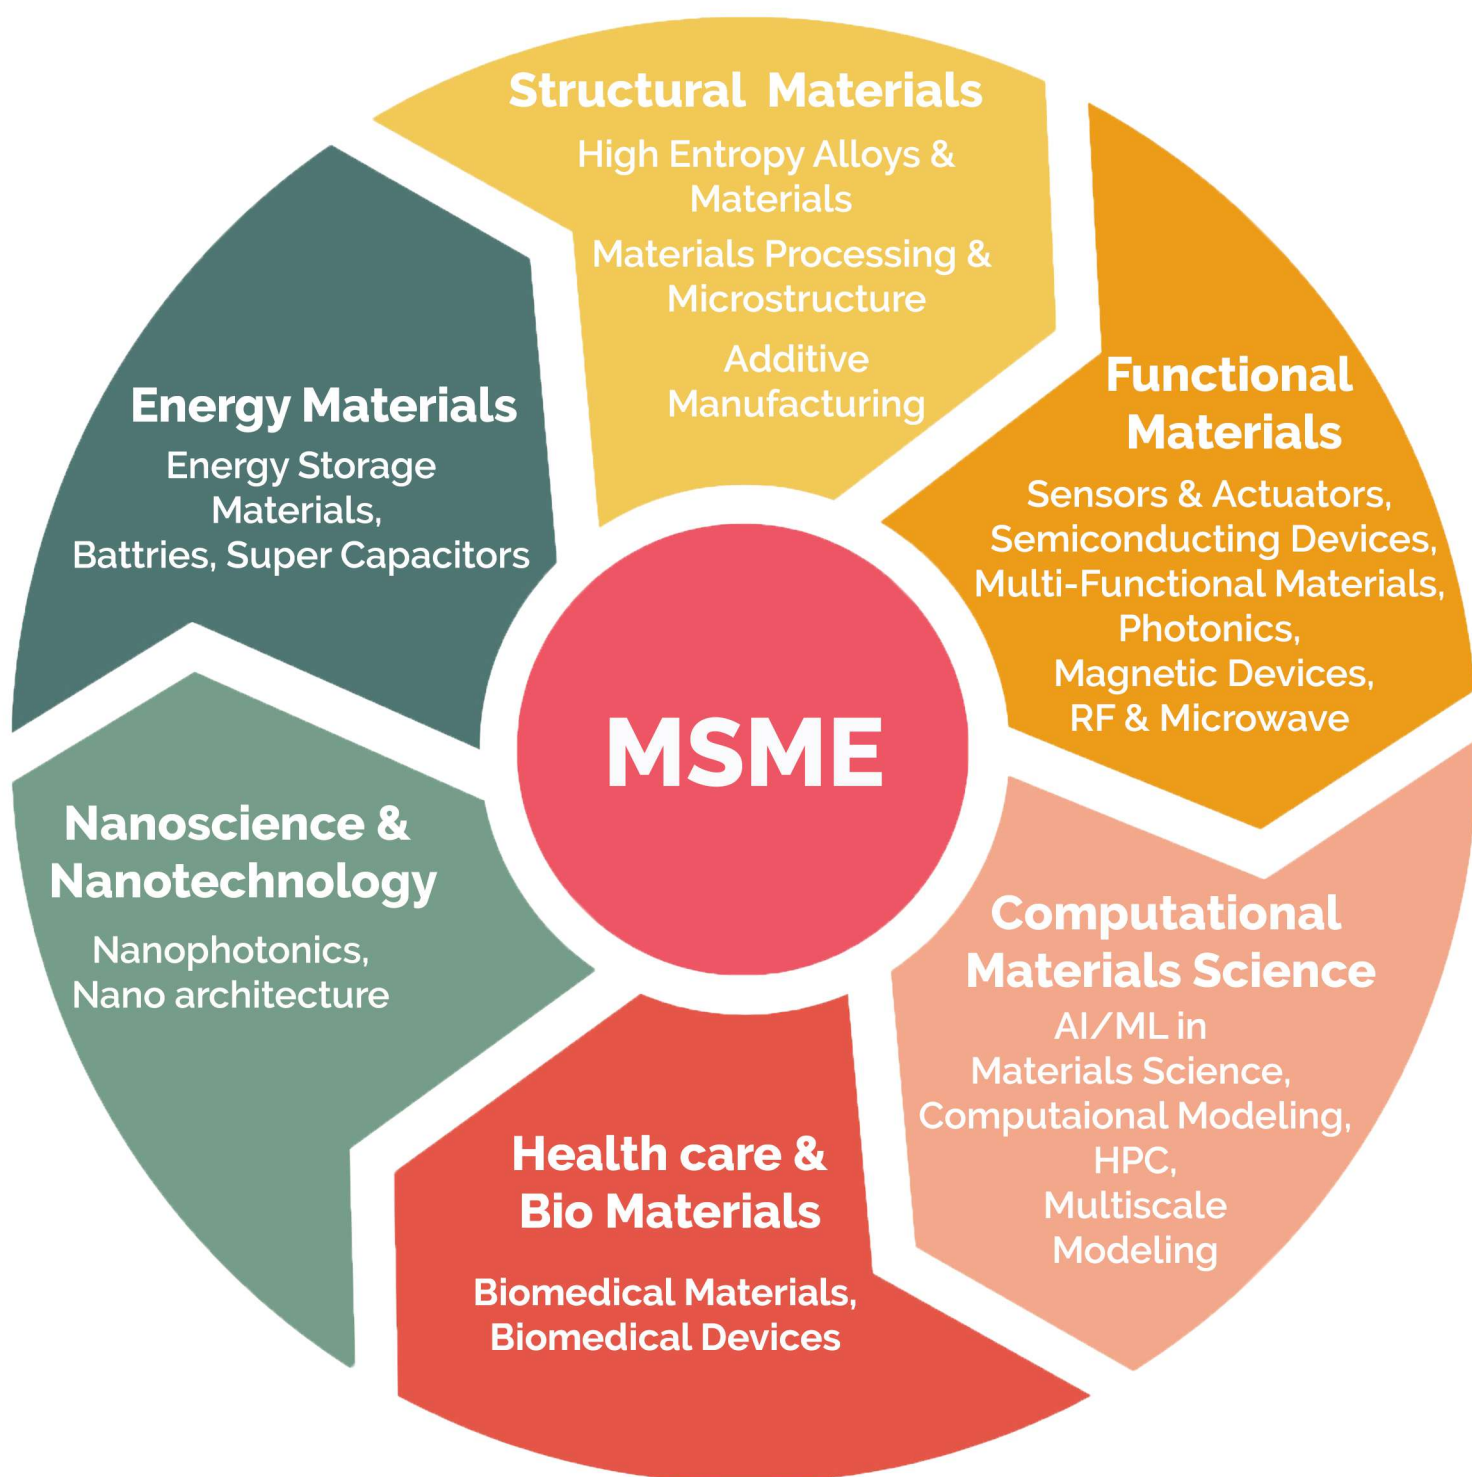 Structural Materials
High Entropy Alloys &
Materials
Materials Processing &
Microstructure
Additive
Manufacturing
Functional
Materials
Sensors & Actuators,
Semiconducting Devices,
Multi-Functional Materials,
Photonics,
Magnetic Devices,
RF & Microwave
Computational
Materials Science
AI/ML in
Materials Science,
Computaional Modeling,
HPC,
Multiscale
Modeling
Health care &
Bio Materials
Biomedical Materials,
Biomedical Devices
Nanoscience &
Nanotechnology
Nanophotonics,
Nano architecture
Energy Materials
Energy Storage
Materials,
Battries, Super Capacitors
MSME